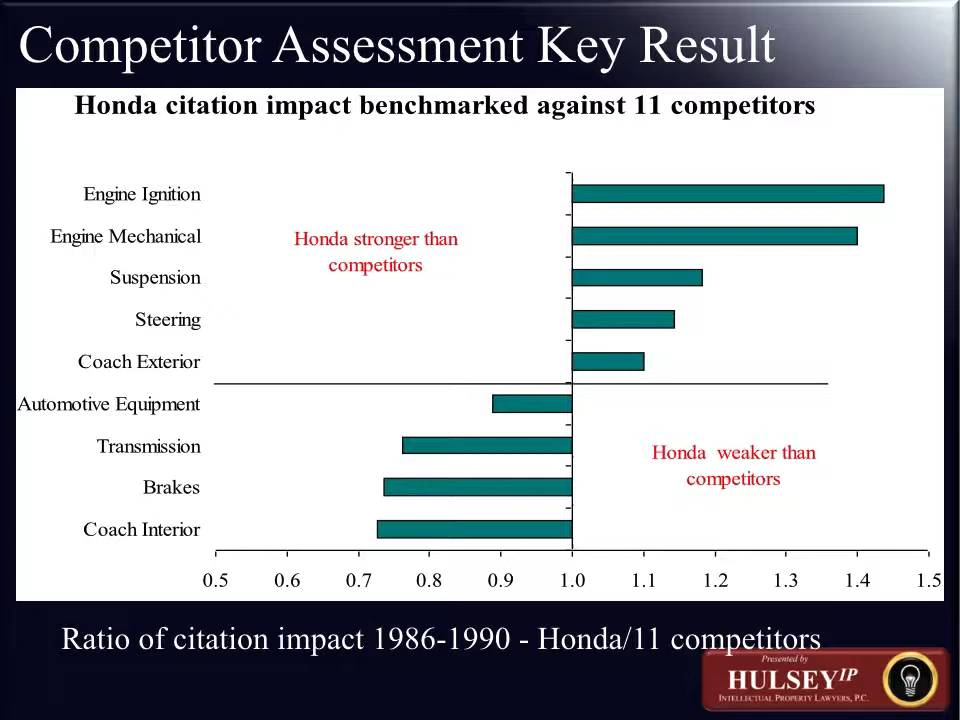 Competitor Assessment Key Result
Honda citation impact benchmarked against 11 competitors
Engine Ignition
Engine Mechanical
Suspension
Steering
Coach Exterior
Automotive Equipment
Transmission
Brakes
Coach Interior
Honda stronger than
competitors
Honda weaker than
competitors
0.5 0.6 0.7 0.8 0.9 1.0 1.1 1.2 1.3 1.4 1.5
Ratio of citation impact 1986-1990 - Honda/11 competitors
Presented by
HULSEY IP
INTELLECTUAL PROPERTY LAWYERS, P.C.